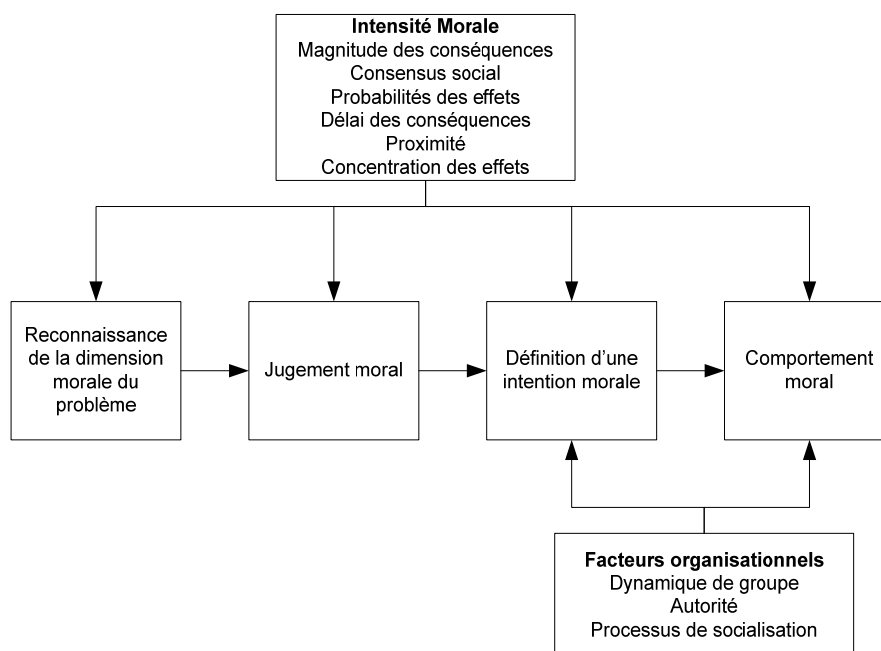 Intensité Morale
Magnitude des conséquences
Consensus social
Probabilités des effets
Délai des conséquences
Proximité
Concentration des effets
Reconnaissance
de la dimension
morale du
problème
Jugement moral
Définition d’une
intention morale
Comportement
moral
Facteurs organisationnels
Dynamique de groupe
Autorité
Processus de socialisation